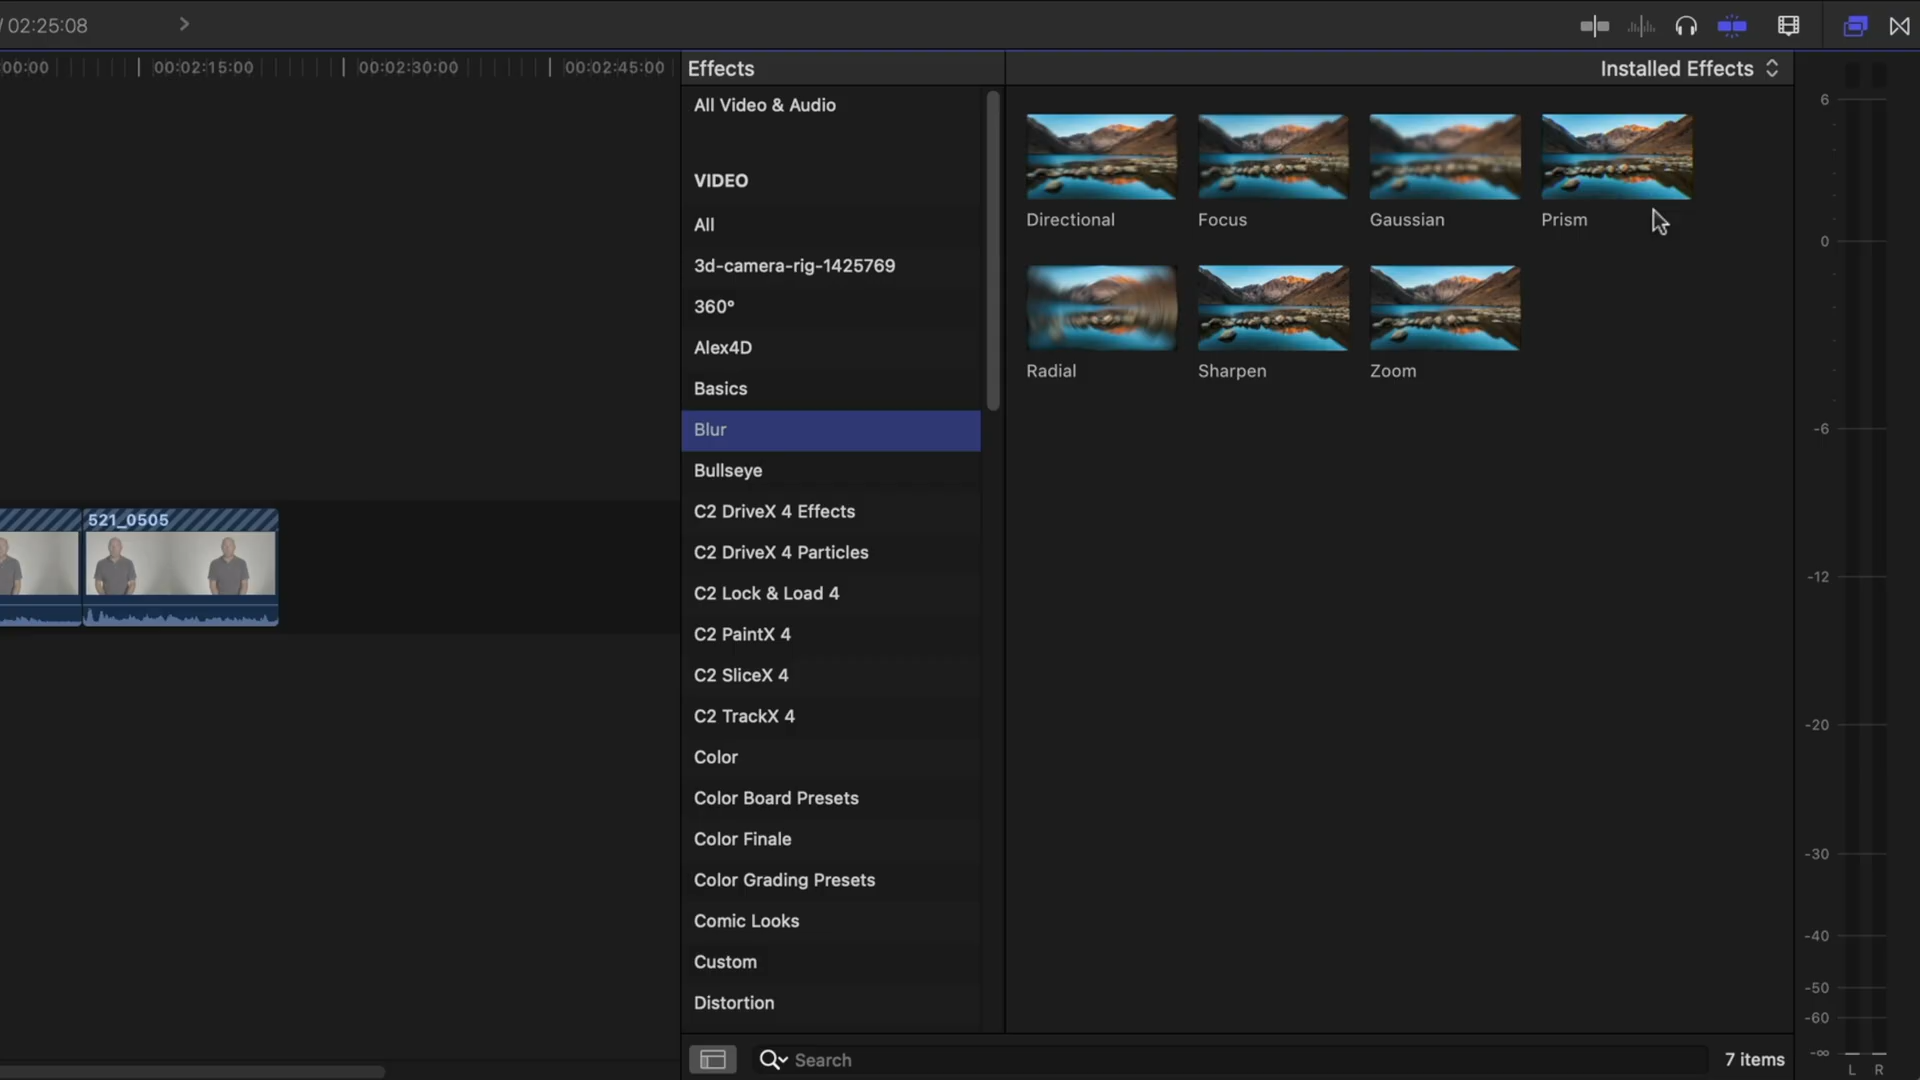 / 02:25:08
00:00
00:02:15:00
00:02:30:00
00:02:45:00
Effects
Installed Effects
All Video & Audio
VIDEO
All
3d-camera-rig-1425769
360°
Alex4D
Basics
Blur
Bullseye
C2 DriveX 4 Effects
C2 DriveX 4 Particles
C2 Lock & Load 4
C2 PaintX 4
C2 SliceX 4
C2 TrackX 4
Color
Color Board Presets
Color Finale
Color Grading Presets
Comic Looks
Custom
Distortion
Directional
Focus
Gaussian
Prism
Radial
Sharpen
Zoom
521_0505
Search
7 items
6
0
-6
-12
-20
-30
-40
-50
-60
-∞
L R